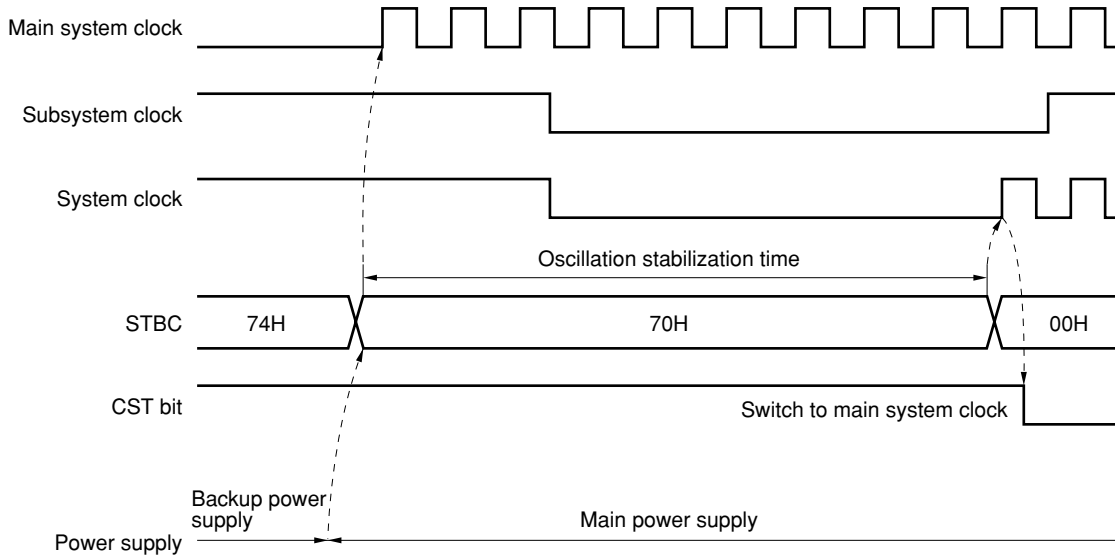 Main system clock
Subsystem clock
System clock
Oscillation stabilization time
STBC
74H
70H
00H
CST bit
Switch to main system clock
Backup power
supply
Main power supply
Power supply